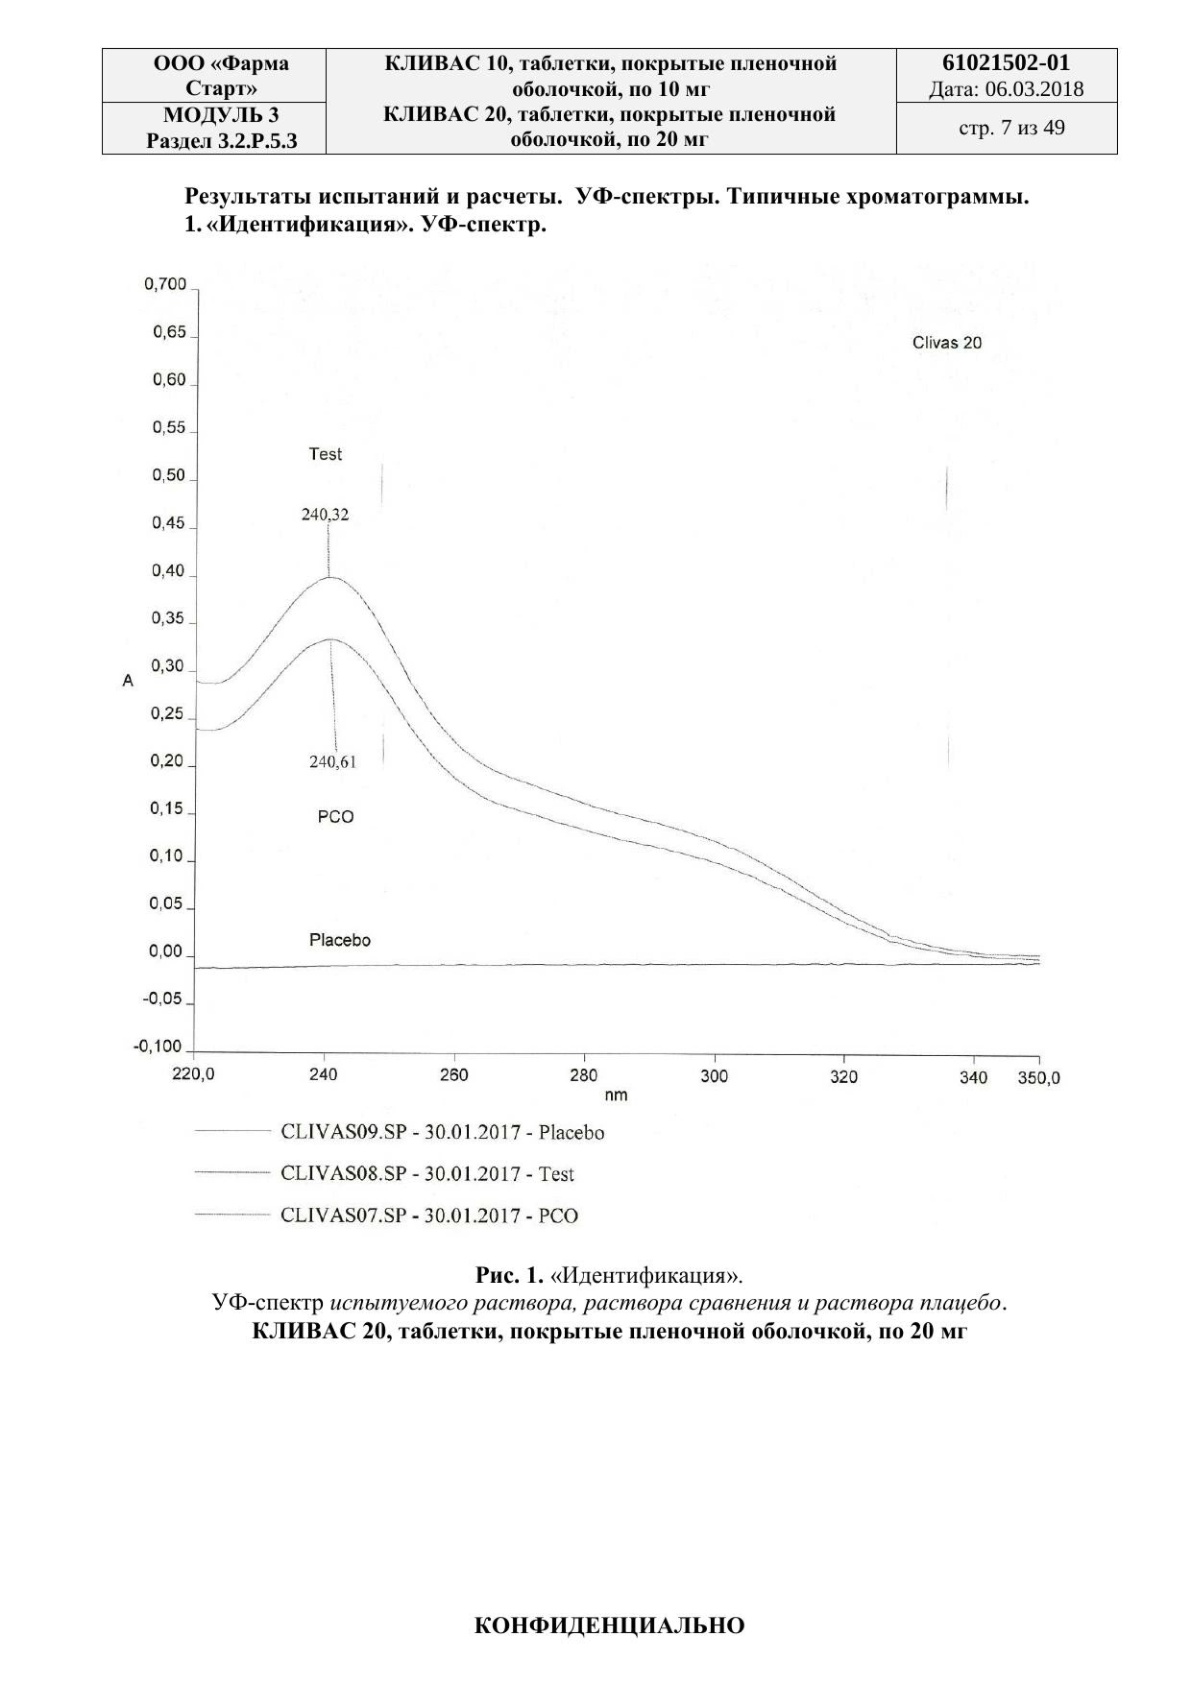 ООО «Фарма
Старт»
МОДУЛЬ 3
Раздел 3.2.P.5.3
КЛИВАС 10, таблетки, покрытые пленочной
оболочкой, по 10 мг
КЛИВАС 20, таблетки, покрытые пленочной
оболочкой, по 20 мг
61021502-01
Дата: 06.03.2018
стр. 7 из 49
Результаты испытаний и расчеты. УФ-спектры. Типичные хроматограммы.
1. «Идентификация». УФ-спектр.
0,700
0,65
Clivas 20
0,60
0,55
Test
0,50
240,32
0,45
0,40
0,35
0,30
A
0,25
240,61
0,20
0,15
PCO
0,10
0,05
Placebo
0,00
-0,05
-0,100
220,0 240 260 280 300 320 340 350,0
nm
CLIVAS09.SP - 30.01.2017 - Placebo
CLIVAS08.SP - 30.01.2017 - Test
CLIVAS07.SP - 30.01.2017 - PCO
Рис. 1. «Идентификация».
УФ-спектр испытуемого раствора, раствора сравнения и раствора плацебо.
КЛИВАС 20, таблетки, покрытые пленочной оболочкой, по 20 мг
КОНФИДЕНЦИАЛЬНО